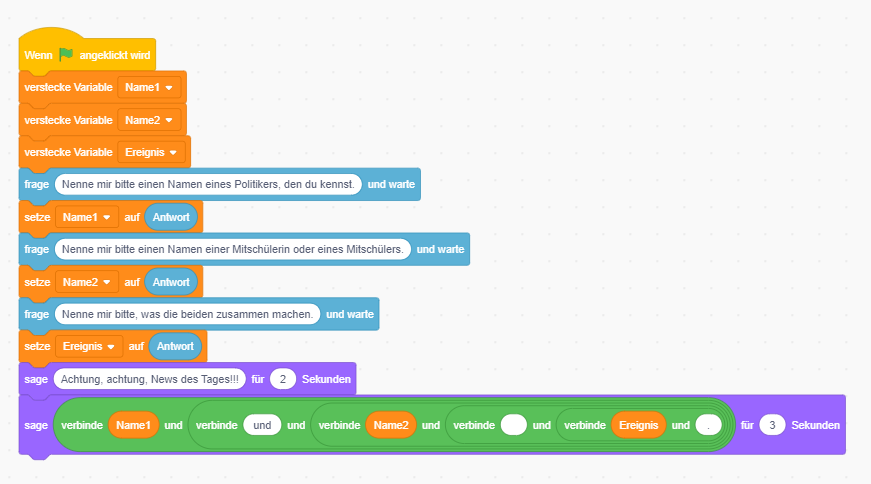 Wenn angeklickt wird
verstecke Variable Name1
verstecke Variable Name2
verstecke Variable Ereignis
frage Nenne mir bitte einen Namen eines Politikers, den du kennst. und warte
setze Name1 auf Antwort
frage Nenne mir bitte einen Namen einer Mitschülerin oder eines Mitschülers. und warte
setze Name2 auf Antwort
frage Nenne mir bitte, was die beiden zusammen machen. und warte
setze Ereignis auf Antwort
sage Achtung, achtung, News des Tages!!! für 2 Sekunden
sage verbinde Name1 und verbinde und und verbinde Name2 und verbinde und verbinde Ereignis und . für 3 Sekunden